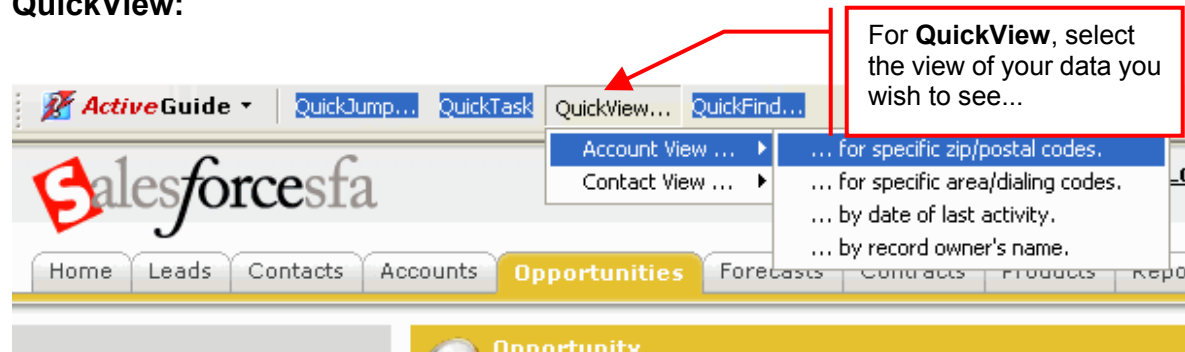 QuickView:
For QuickView, select
the view of your data you
wish to see...
ActiveGuide
QuickJump... QuickTask QuickView... QuickFind...
Account View ...
Contact View ...
... for specific zip/postal codes.
... for specific area/dialing codes.
... by date of last activity.
... by record owner's name.
Salesforcesfa
Home Leads Contacts Accounts Opportunities Forecasts Contracts Products
Opportunity